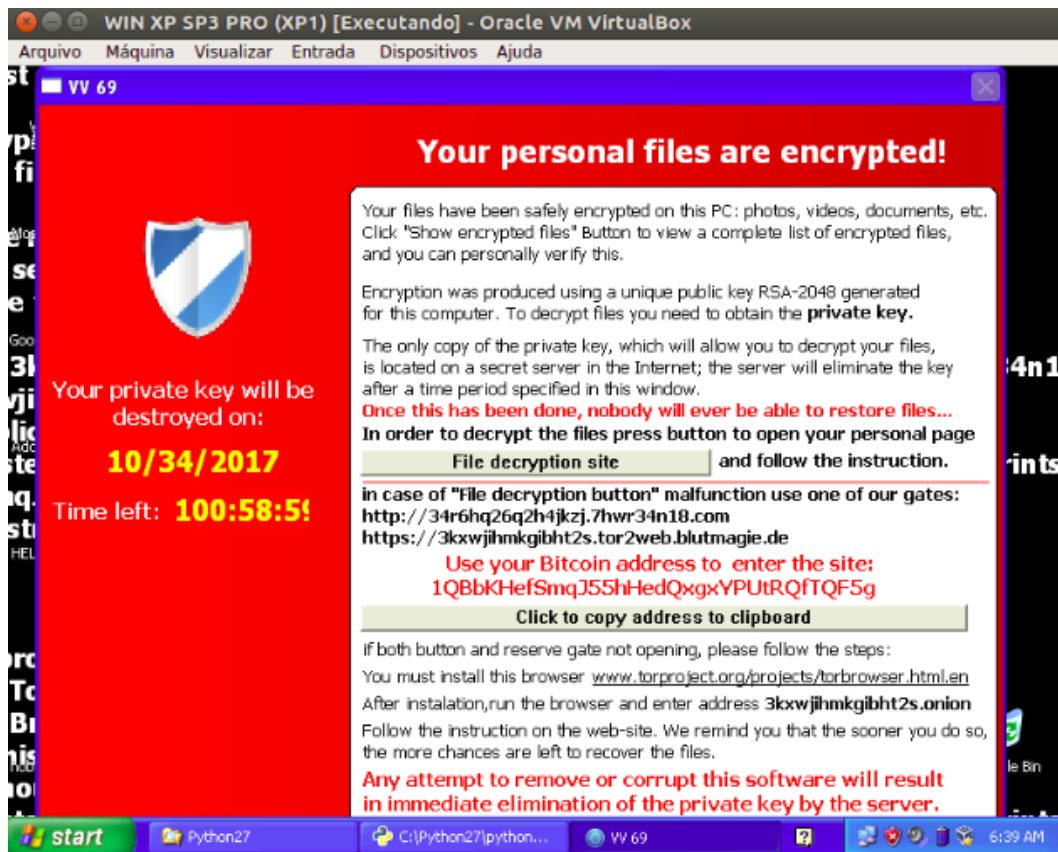 WIN XP SP3 PRO (XP1) [Executando] - Oracle VM VirtualBox
Arquivo Máquina Visualizar Entrada Dispositivos Ajuda
VV 69
Your personal files are encrypted!
Your private key will be
destroyed on:
10/34/2017
Time left: 100:58:59
Your files have been safely encrypted on this PC: photos, videos, documents, etc.
Click "Show encrypted files" Button to view a complete list of encrypted files,
and you can personally verify this.
Encryption was produced using a unique public key RSA-2048 generated
for this computer. To decrypt files you need to obtain the private key.
The only copy of the private key, which will allow you to decrypt your files,
is located on a secret server in the Internet; the server will eliminate the key
after a time period specified in this window.
Once this has been done, nobody will ever be able to restore files...
In order to decrypt the files press button to open your personal page
File decryption site and follow the instruction.
in case of "File decryption button" malfunction use one of our gates:
http://34r6hq26q2h4jkzj.7hwr34n18.com
https://3kxwjihmkgibht2s.tor2web.blutmagie.de
Use your Bitcoin address to enter the site:
1QBbKHefSmqJ55hHedQxgxYPUtRQfTQF5g
Click to copy address to clipboard
if both button and reserve gate not opening, please follow the steps:
You must install this browser www.torproject.org/projects/torbrowser.html.en
After instalation,run the browser and enter address 3kxwjihmkgibht2s.onion
Follow the instruction on the web-site. We remind you that the sooner you do so,
the more chances are left to recover the files.
Any attempt to remove or corrupt this software will result
in immediate elimination of the private key by the server.
4n1
rints
le Bin
start Python27 C:\Python27\python... VV 69 6:39 AM